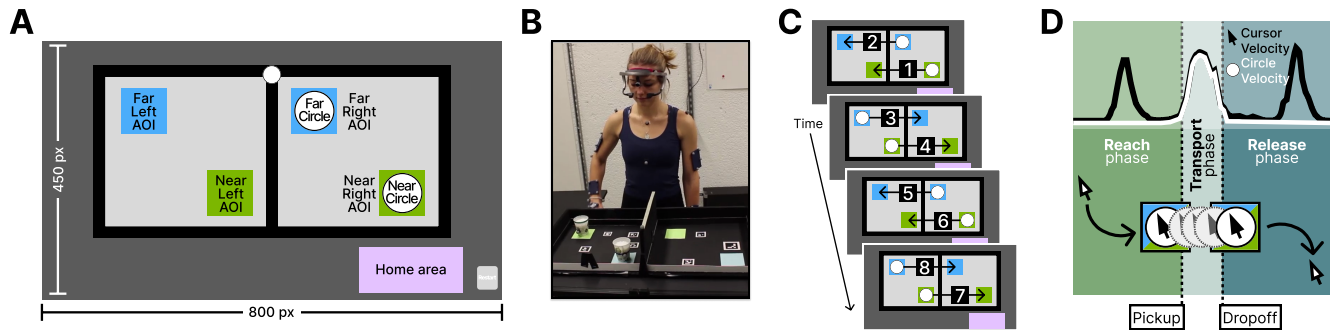 A
Far
Left
AOI
Far
Circle
Far
Right
AOI
Near
Left
AOI
Near
Right
AOI
Near
Circle
Home area
450 px
800 px
B
C
2
1
Time
3
4
5
6
8
7
D
Cursor
Velocity
Circle
Velocity
Reach
phase
Transport
phase
Release
phase
Pickup
Dropoff